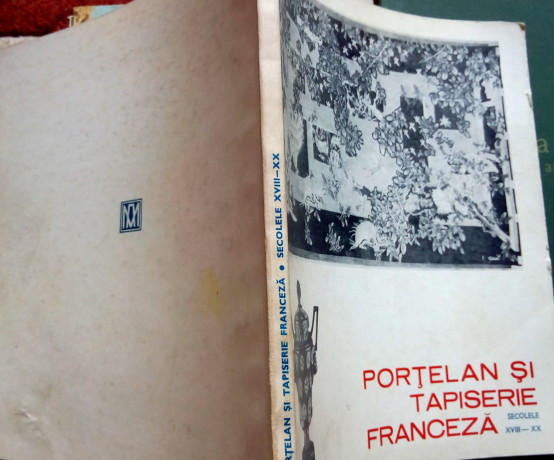 PORŢELAN ŞI
TAPISERIE
FRANCEZĂ
SECOLELE
XVIII—XX
PORŢELAN ŞI TAPISERIE FRANCEZĂ • SECOLELE XVIII—XX